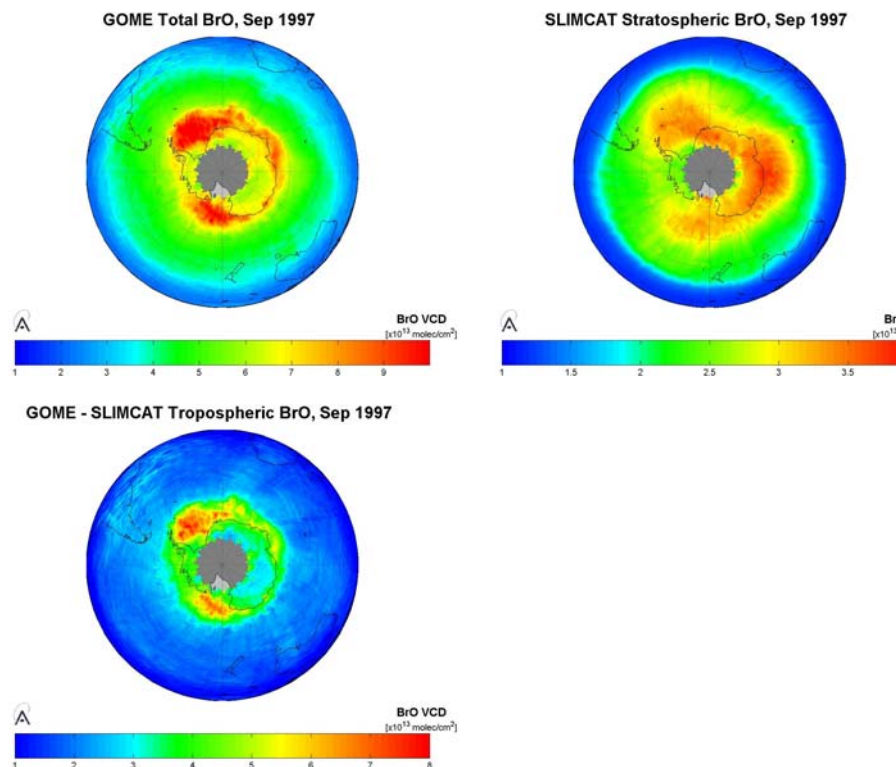 GOME Total BrO, Sep 1997
SLIMCAT Stratospheric BrO, Sep 1997
BrO VCD
[x10¹³ molec/cm²]
1 2 3 4 5 6 7 8 9
BrO
[x10¹³
1 1.5 2 2.5 3 3.5
GOME - SLIMCAT Tropospheric BrO, Sep 1997
BrO VCD
[x10¹³ molec/cm²]
1 2 3 4 5 6 7 8